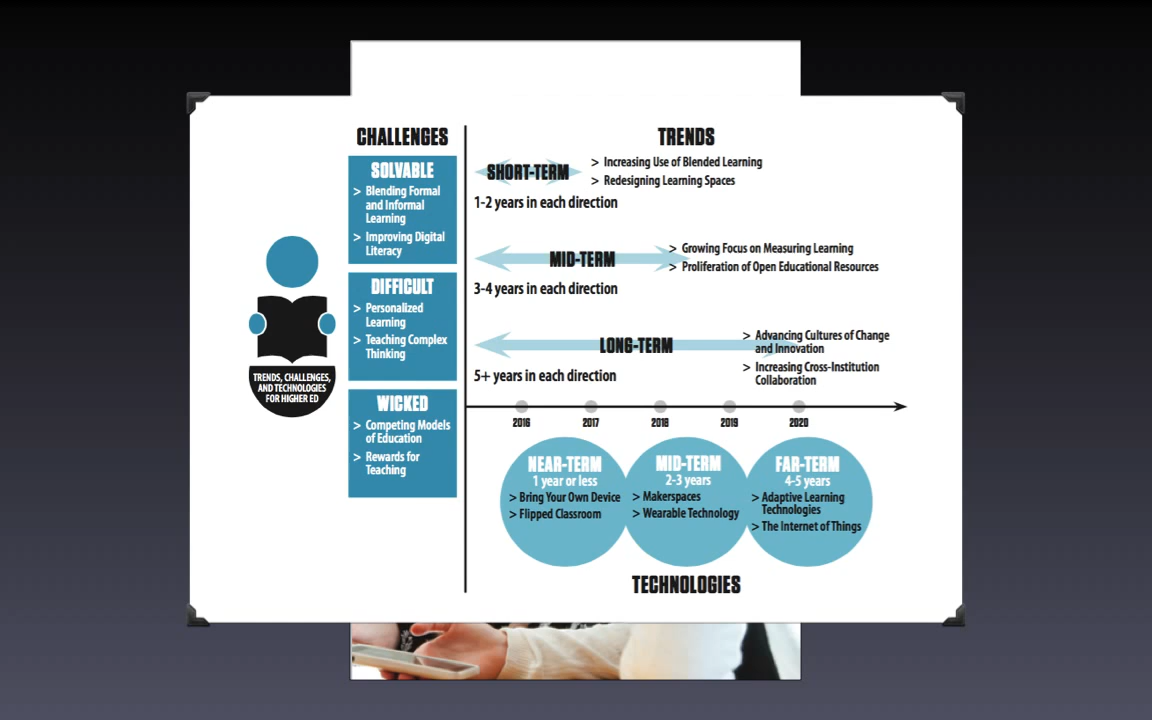 CHALLENGES
SOLVABLE
> Blending Formal
and Informal
Learning
> Improving Digital
Literacy
DIFFICULT
> Personalized
Learning
> Teaching Complex
Thinking
WICKED
> Competing Models
of Education
> Rewards for
Teaching
TRENDS, CHALLENGES,
AND TECHNOLOGIES
FOR HIGHER ED
TRENDS
SHORT-TERM
> Increasing Use of Blended Learning
> Redesigning Learning Spaces
1-2 years in each direction
MID-TERM
> Growing Focus on Measuring Learning
> Proliferation of Open Educational Resources
3-4 years in each direction
LONG-TERM
> Advancing Cultures of Change
and Innovation
> Increasing Cross-Institution
Collaboration
5+ years in each direction
2016 2017 2018 2019 2020
NEAR-TERM
1 year or less
> Bring Your Own Device
> Flipped Classroom
MID-TERM
2-3 years
> Makerspaces
> Wearable Technology
FAR-TERM
4-5 years
> Adaptive Learning
Technologies
> The Internet of Things
TECHNOLOGIES